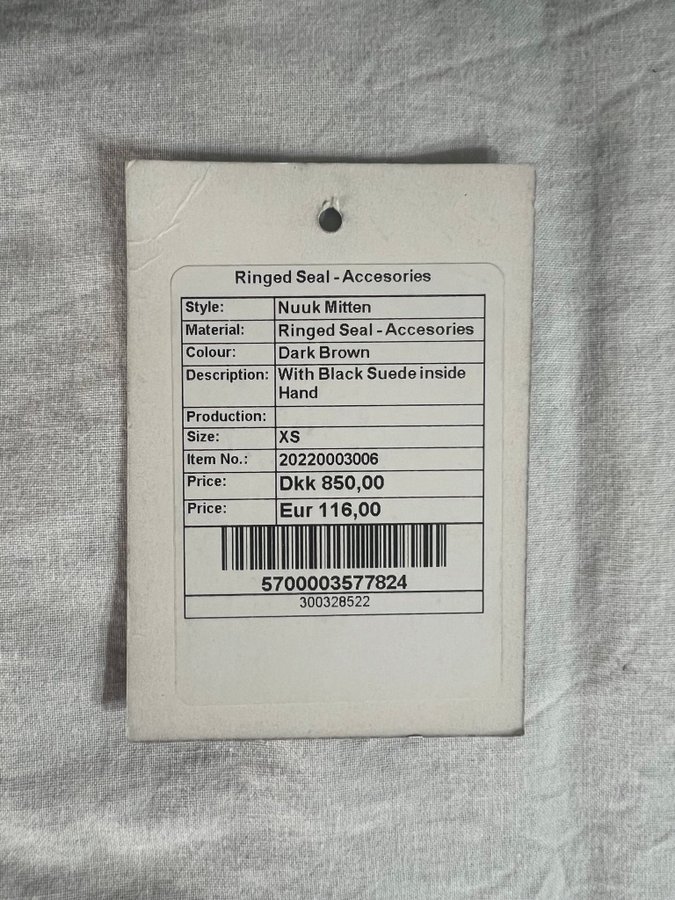 Ringed Seal - Accesories
Style: Nuuk Mitten
Material: Ringed Seal - Accesories
Colour: Dark Brown
Description: With Black Suede inside
Hand
Production:
Size: XS
Item No.: 20220003006
Price: Dkk 850,00
Price: Eur 116,00
5700003577824
300328522